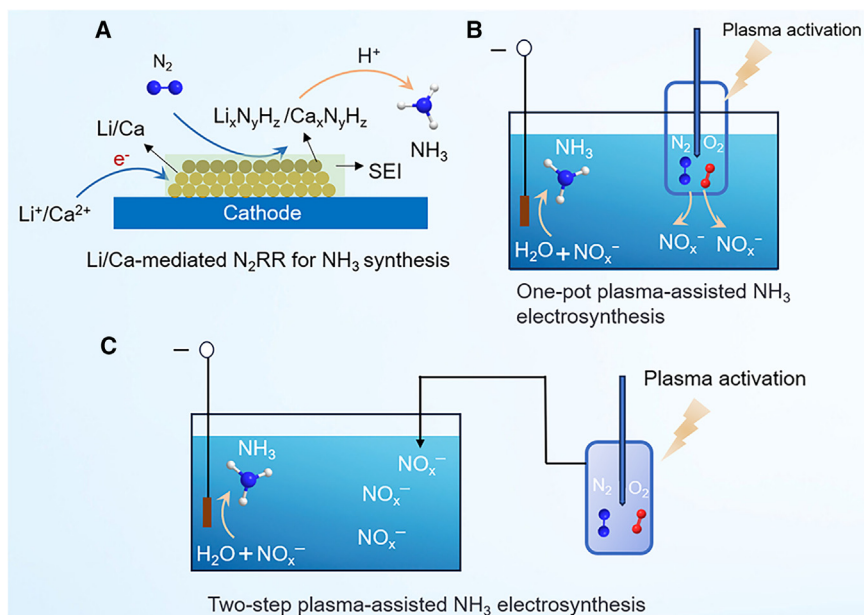 A
N₂
H⁺
LiₓNᵧH_z/CaₓNᵧH_z
Li/Ca
NH₃
e⁻
SEI
Li⁺/Ca²⁺
Cathode
Li/Ca-mediated N₂RR for NH₃ synthesis
B
Plasma activation
−
N₂ O₂
NH₃
NOₓ⁻ NOₓ⁻
H₂O + NOₓ⁻
One-pot plasma-assisted NH₃
electrosynthesis
C
−
Plasma activation
NH₃
NOₓ⁻
N₂ O₂
NOₓ⁻
NOₓ⁻
H₂O + NOₓ⁻
Two-step plasma-assisted NH₃ electrosynthesis